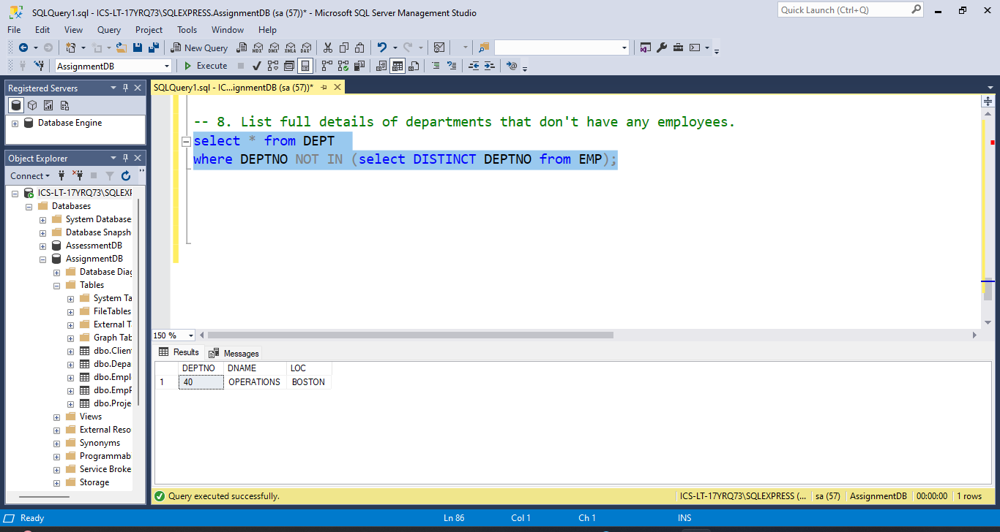 SQLQuery1.sql - ICS-LT-17YRQ73\SQLEXPRESS.AssignmentDB (sa (57))* - Microsoft SQL Server Management Studio
Quick Launch (Ctrl+Q)
File Edit View Query Project Tools Window Help
New Query MDX DMX XMLA DAX
AssignmentDB Execute
Registered Servers
Database Engine
Object Explorer
Connect
ICS-LT-17YRQ73\SQLEXP
Databases
System Database
Database Snapsh
AssessmentDB
AssignmentDB
Database Diag
Tables
System Ta
FileTables
External T
Graph Tab
dbo.Clien
dbo.Depa
dbo.Empl
dbo.EmpP
dbo.Proje
Views
External Reso
Synonyms
Programmab
Service Broke
Storage
SQLQuery1.sql - IC...ignmentDB (sa (57))*
-- 8. List full details of departments that don't have any employees.
select * from DEPT
where DEPTNO NOT IN (select DISTINCT DEPTNO from EMP);
150 %
Results Messages
DEPTNO DNAME LOC
1 40 OPERATIONS BOSTON
Query executed successfully. ICS-LT-17YRQ73\SQLEXPRESS (... sa (57) AssignmentDB 00:00:00 1 rows
Ready Ln 86 Col 1 Ch 1 INS